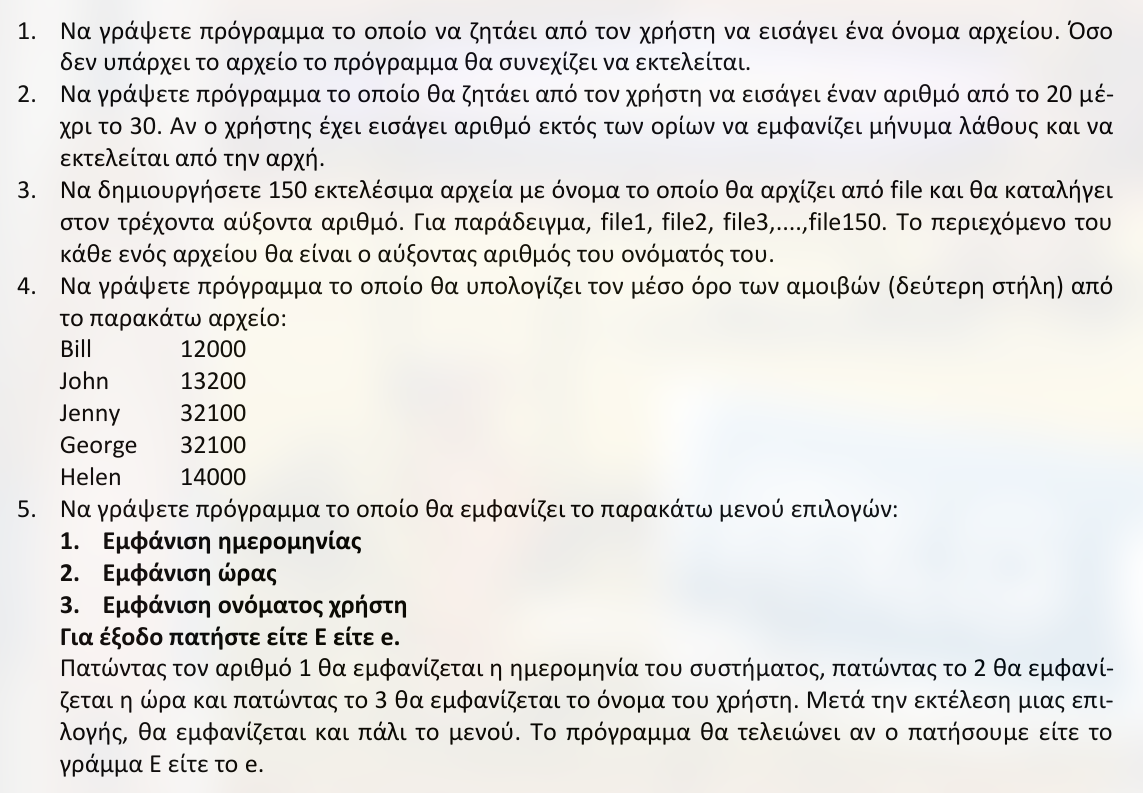 1. Να γράψετε πρόγραμμα το οποίο να ζητάει από τον χρήστη να εισάγει ένα όνομα αρχείου. Όσο
δεν υπάρχει το αρχείο το πρόγραμμα θα συνεχίζει να εκτελείται.
2. Να γράψετε πρόγραμμα το οποίο θα ζητάει από τον χρήστη να εισάγει έναν αριθμό από το 20 μέ-
χρι το 30. Αν ο χρήστης έχει εισάγει αριθμό εκτός των ορίων να εμφανίζει μήνυμα λάθους και να
εκτελείται από την αρχή.
3. Να δημιουργήσετε 150 εκτελέσιμα αρχεία με όνομα το οποίο θα αρχίζει από file και θα καταλήγει
στον τρέχοντα αύξοντα αριθμό. Για παράδειγμα, file1, file2, file3,....,file150. Το περιεχόμενο του
κάθε ενός αρχείου θα είναι ο αύξοντας αριθμός του ονόματός του.
4. Να γράψετε πρόγραμμα το οποίο θα υπολογίζει τον μέσο όρο των αμοιβών (δεύτερη στήλη) από
το παρακάτω αρχείο:
Bill 12000
John 13200
Jenny 32100
George 32100
Helen 14000
5. Να γράψετε πρόγραμμα το οποίο θα εμφανίζει το παρακάτω μενού επιλογών:
1. Εμφάνιση ημερομηνίας
2. Εμφάνιση ώρας
3. Εμφάνιση ονόματος χρήστη
Για έξοδο πατήστε είτε Ε είτε e.
Πατώντας τον αριθμό 1 θα εμφανίζεται η ημερομηνία του συστήματος, πατώντας το 2 θα εμφανί-
ζεται η ώρα και πατώντας το 3 θα εμφανίζεται το όνομα του χρήστη. Μετά την εκτέλεση μιας επι-
λογής, θα εμφανίζεται και πάλι το μενού. Το πρόγραμμα θα τελειώνει αν ο πατήσουμε είτε το
γράμμα Ε είτε το e.